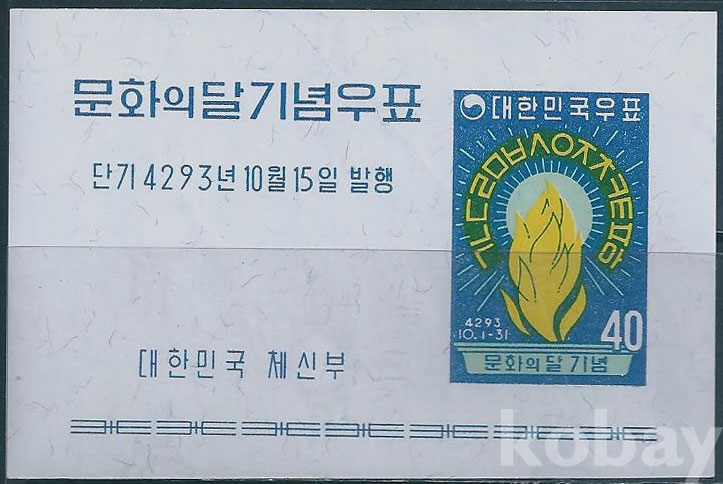 문화의달기념우표
단기 4293년 10월 15일 발행
대한민국 체신부
대한민국우표
ㄱㄴㄷㄹㅁㅂㅅㅇㅈㅊㅋㅌㅍㅎ
4293
10.1-31
40
문화의달기념
kobay